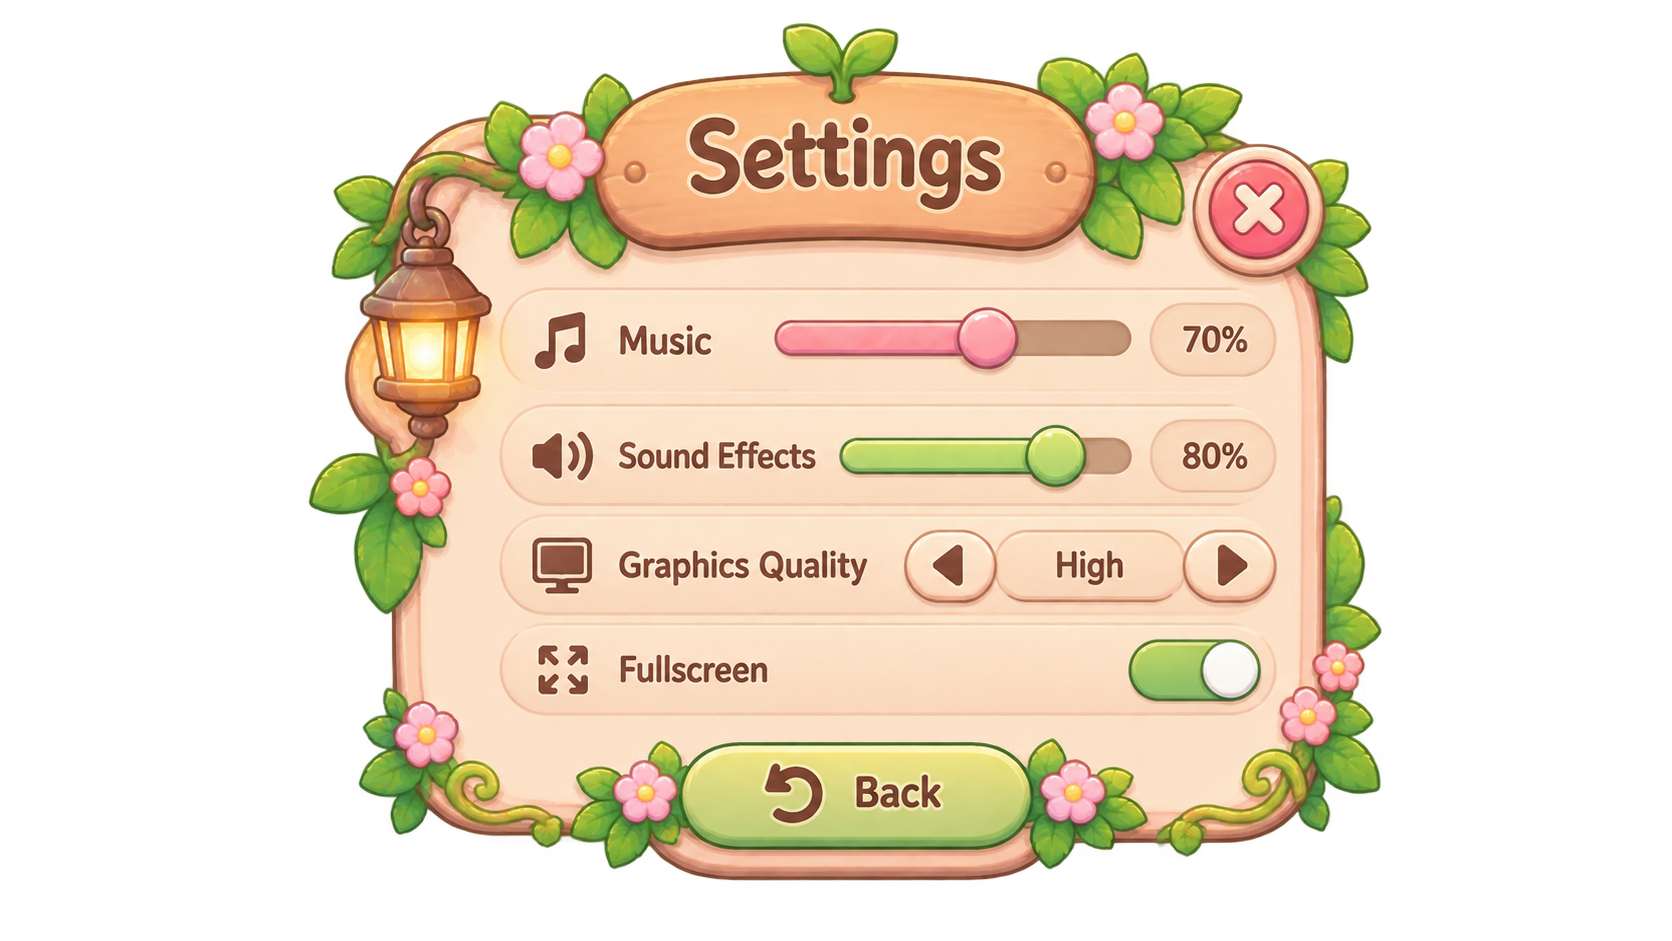 Settings
Music 70%
Sound Effects 80%
Graphics Quality High
Fullscreen
Back